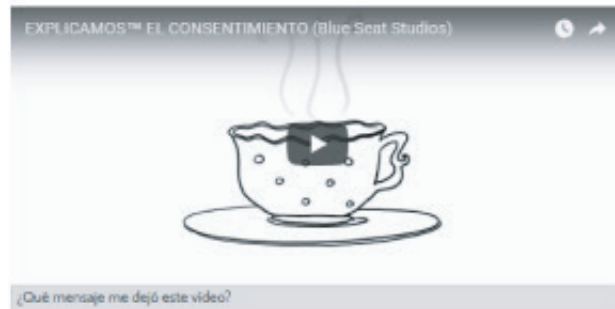 EXPLICAMOS™ EL CONSENTIMIENTO (Blue Seat Studios)
¿Qué mensaje me dejó este video?